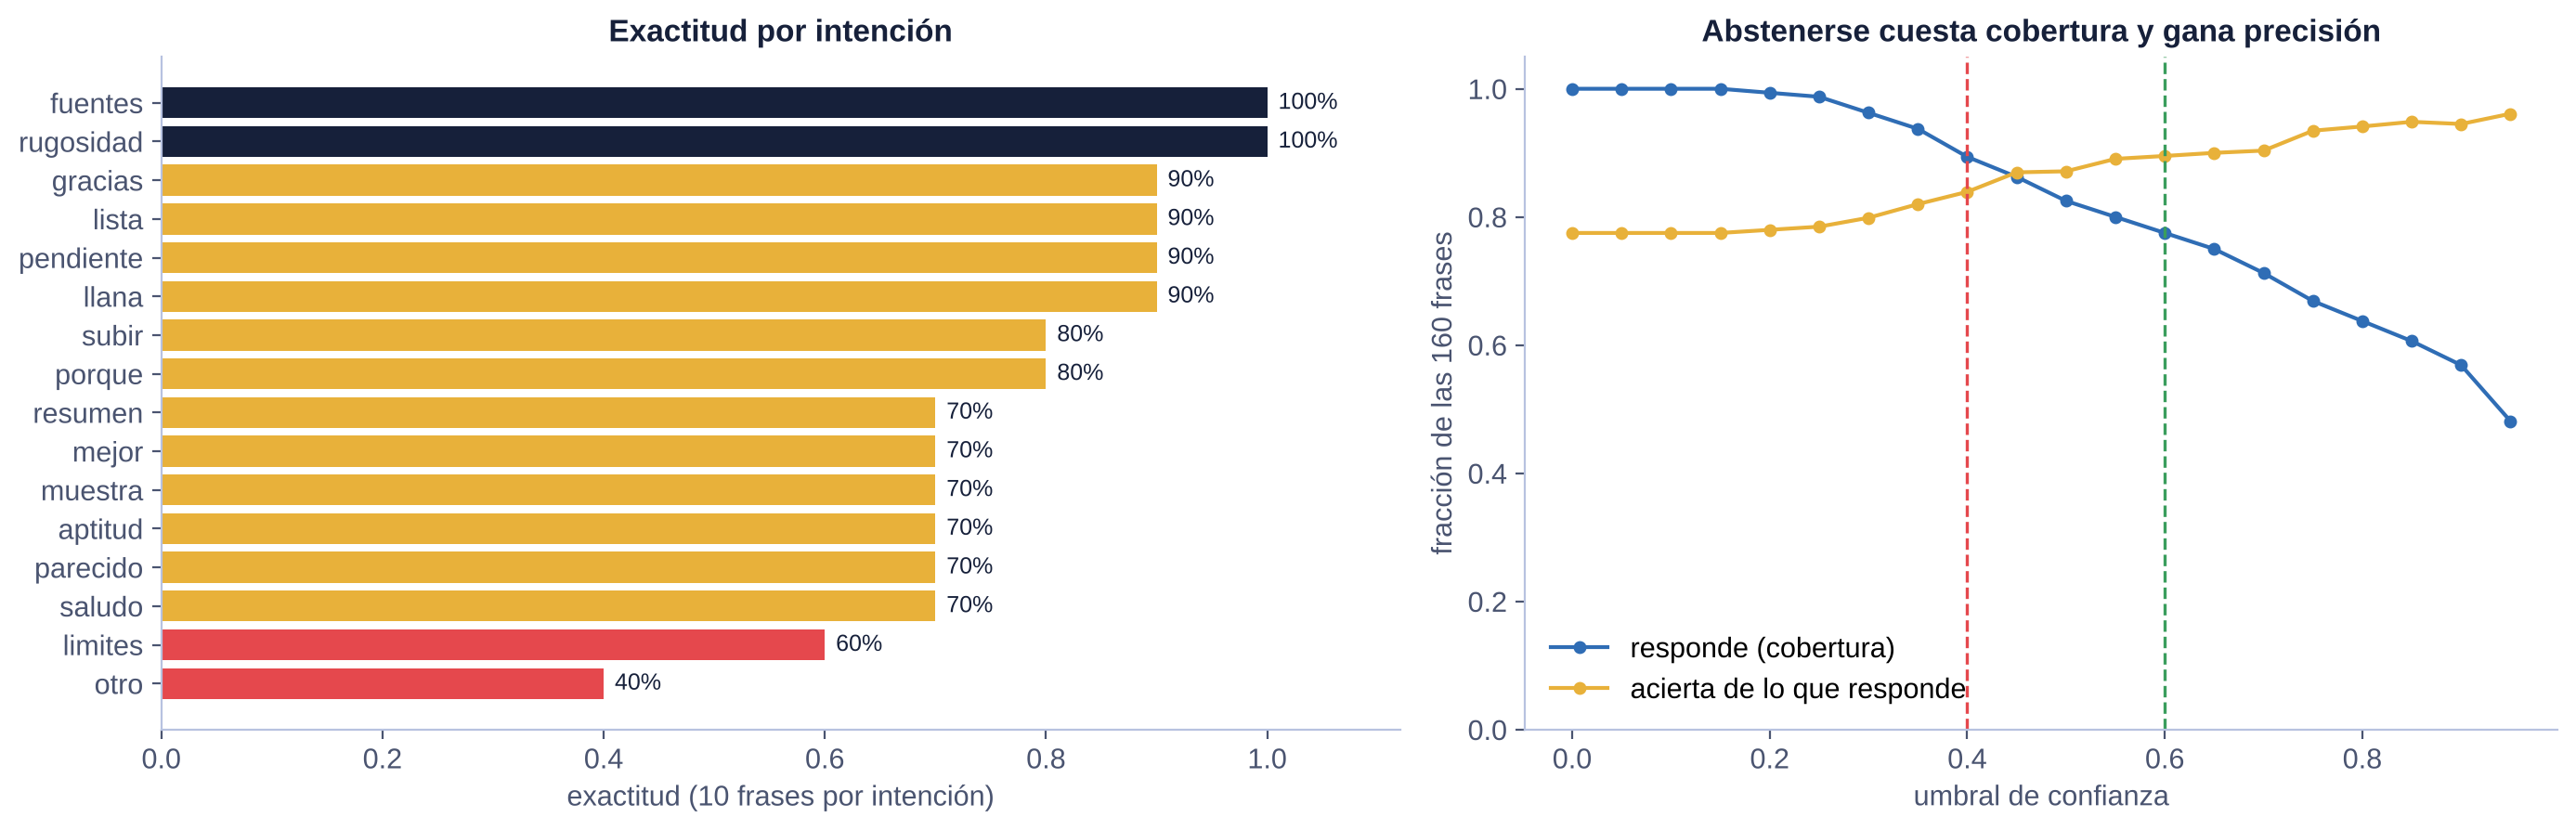 Exactitud por intención
fuentes
100%
rugosidad
100%
gracias
90%
lista
90%
pendiente
90%
llana
90%
subir
80%
porque
80%
resumen
70%
mejor
70%
muestra
70%
aptitud
70%
parecido
70%
saludo
70%
limites
60%
otro
40%
0.0 0.2 0.4 0.6 0.8 1.0
exactitud (10 frases por intención)
Abstenerse cuesta cobertura y gana precisión
fracción de las 160 frases
1.0
0.8
0.6
0.4
0.2
0.0
responde (cobertura)
acierta de lo que responde
0.0 0.2 0.4 0.6 0.8
umbral de confianza